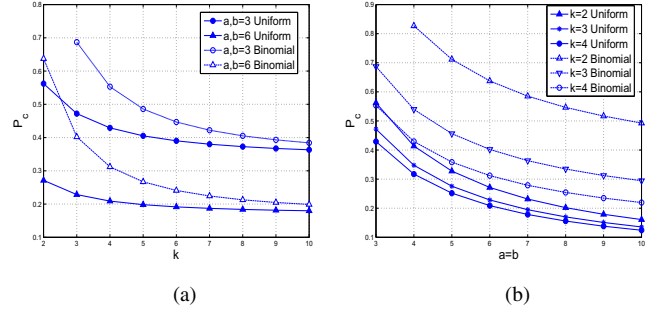 0.8
0.7
0.6
0.5
0.4
0.3
0.2
0.1
P_c
2 3 4 5 6 7 8 9 10
k
a,b=3 Uniform
a,b=6 Uniform
a,b=3 Binomial
a,b=6 Binomial
(a)
0.9
0.8
0.7
0.6
0.5
0.4
0.3
0.2
0.1
P_c
3 4 5 6 7 8 9 10
a=b
k=2 Uniform
k=3 Uniform
k=4 Uniform
k=2 Binomial
k=3 Binomial
k=4 Binomial
(b)